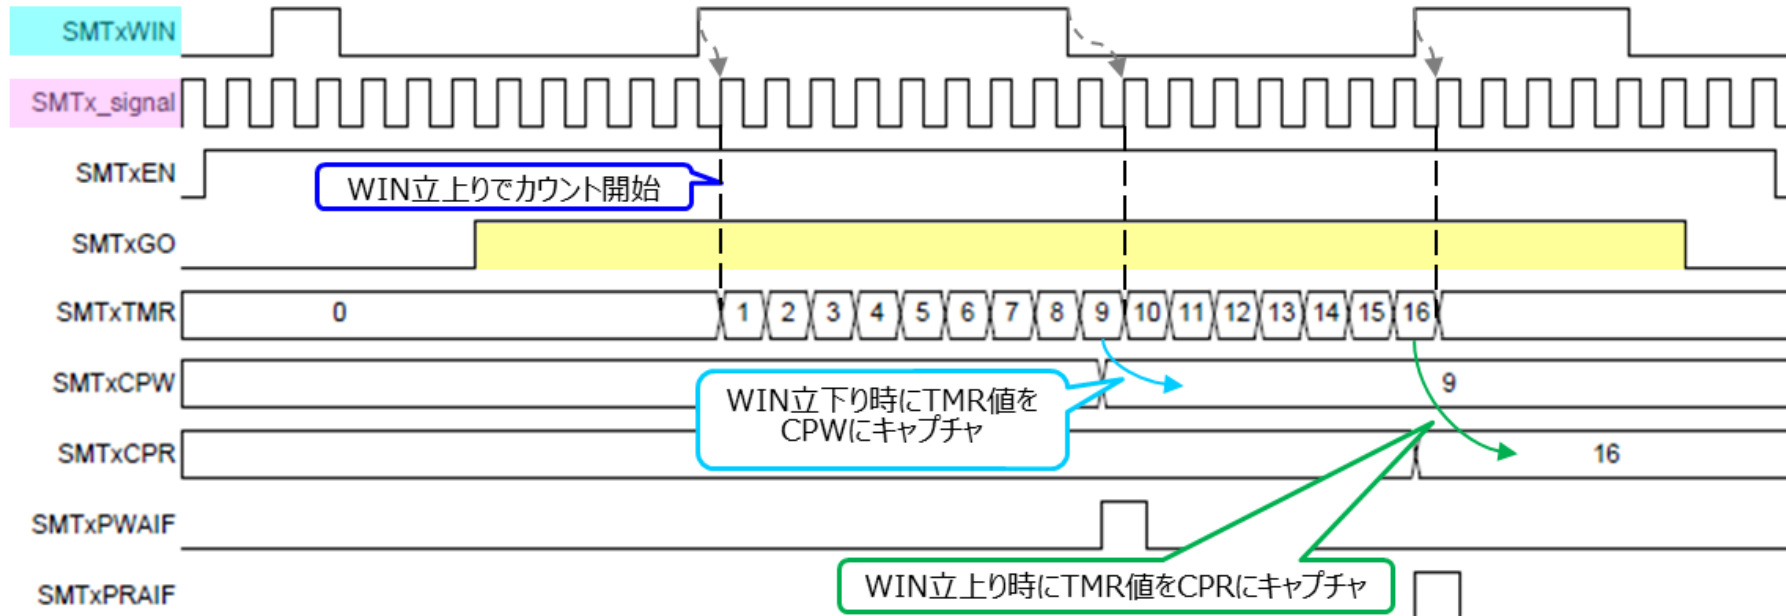 SMTxWIN
SMTx_signal
SMTxEN
WIN立上りでカウント開始
SMTxGO
SMTxTMR
0 1 2 3 4 5 6 7 8 9 10 11 12 13 14 15 16
SMTxCPW
9
WIN立下り時にTMR値を
CPWにキャプチャ
SMTxCPR
16
SMTxPWAIF
WIN立上り時にTMR値をCPRにキャプチャ
SMTxPRAIF